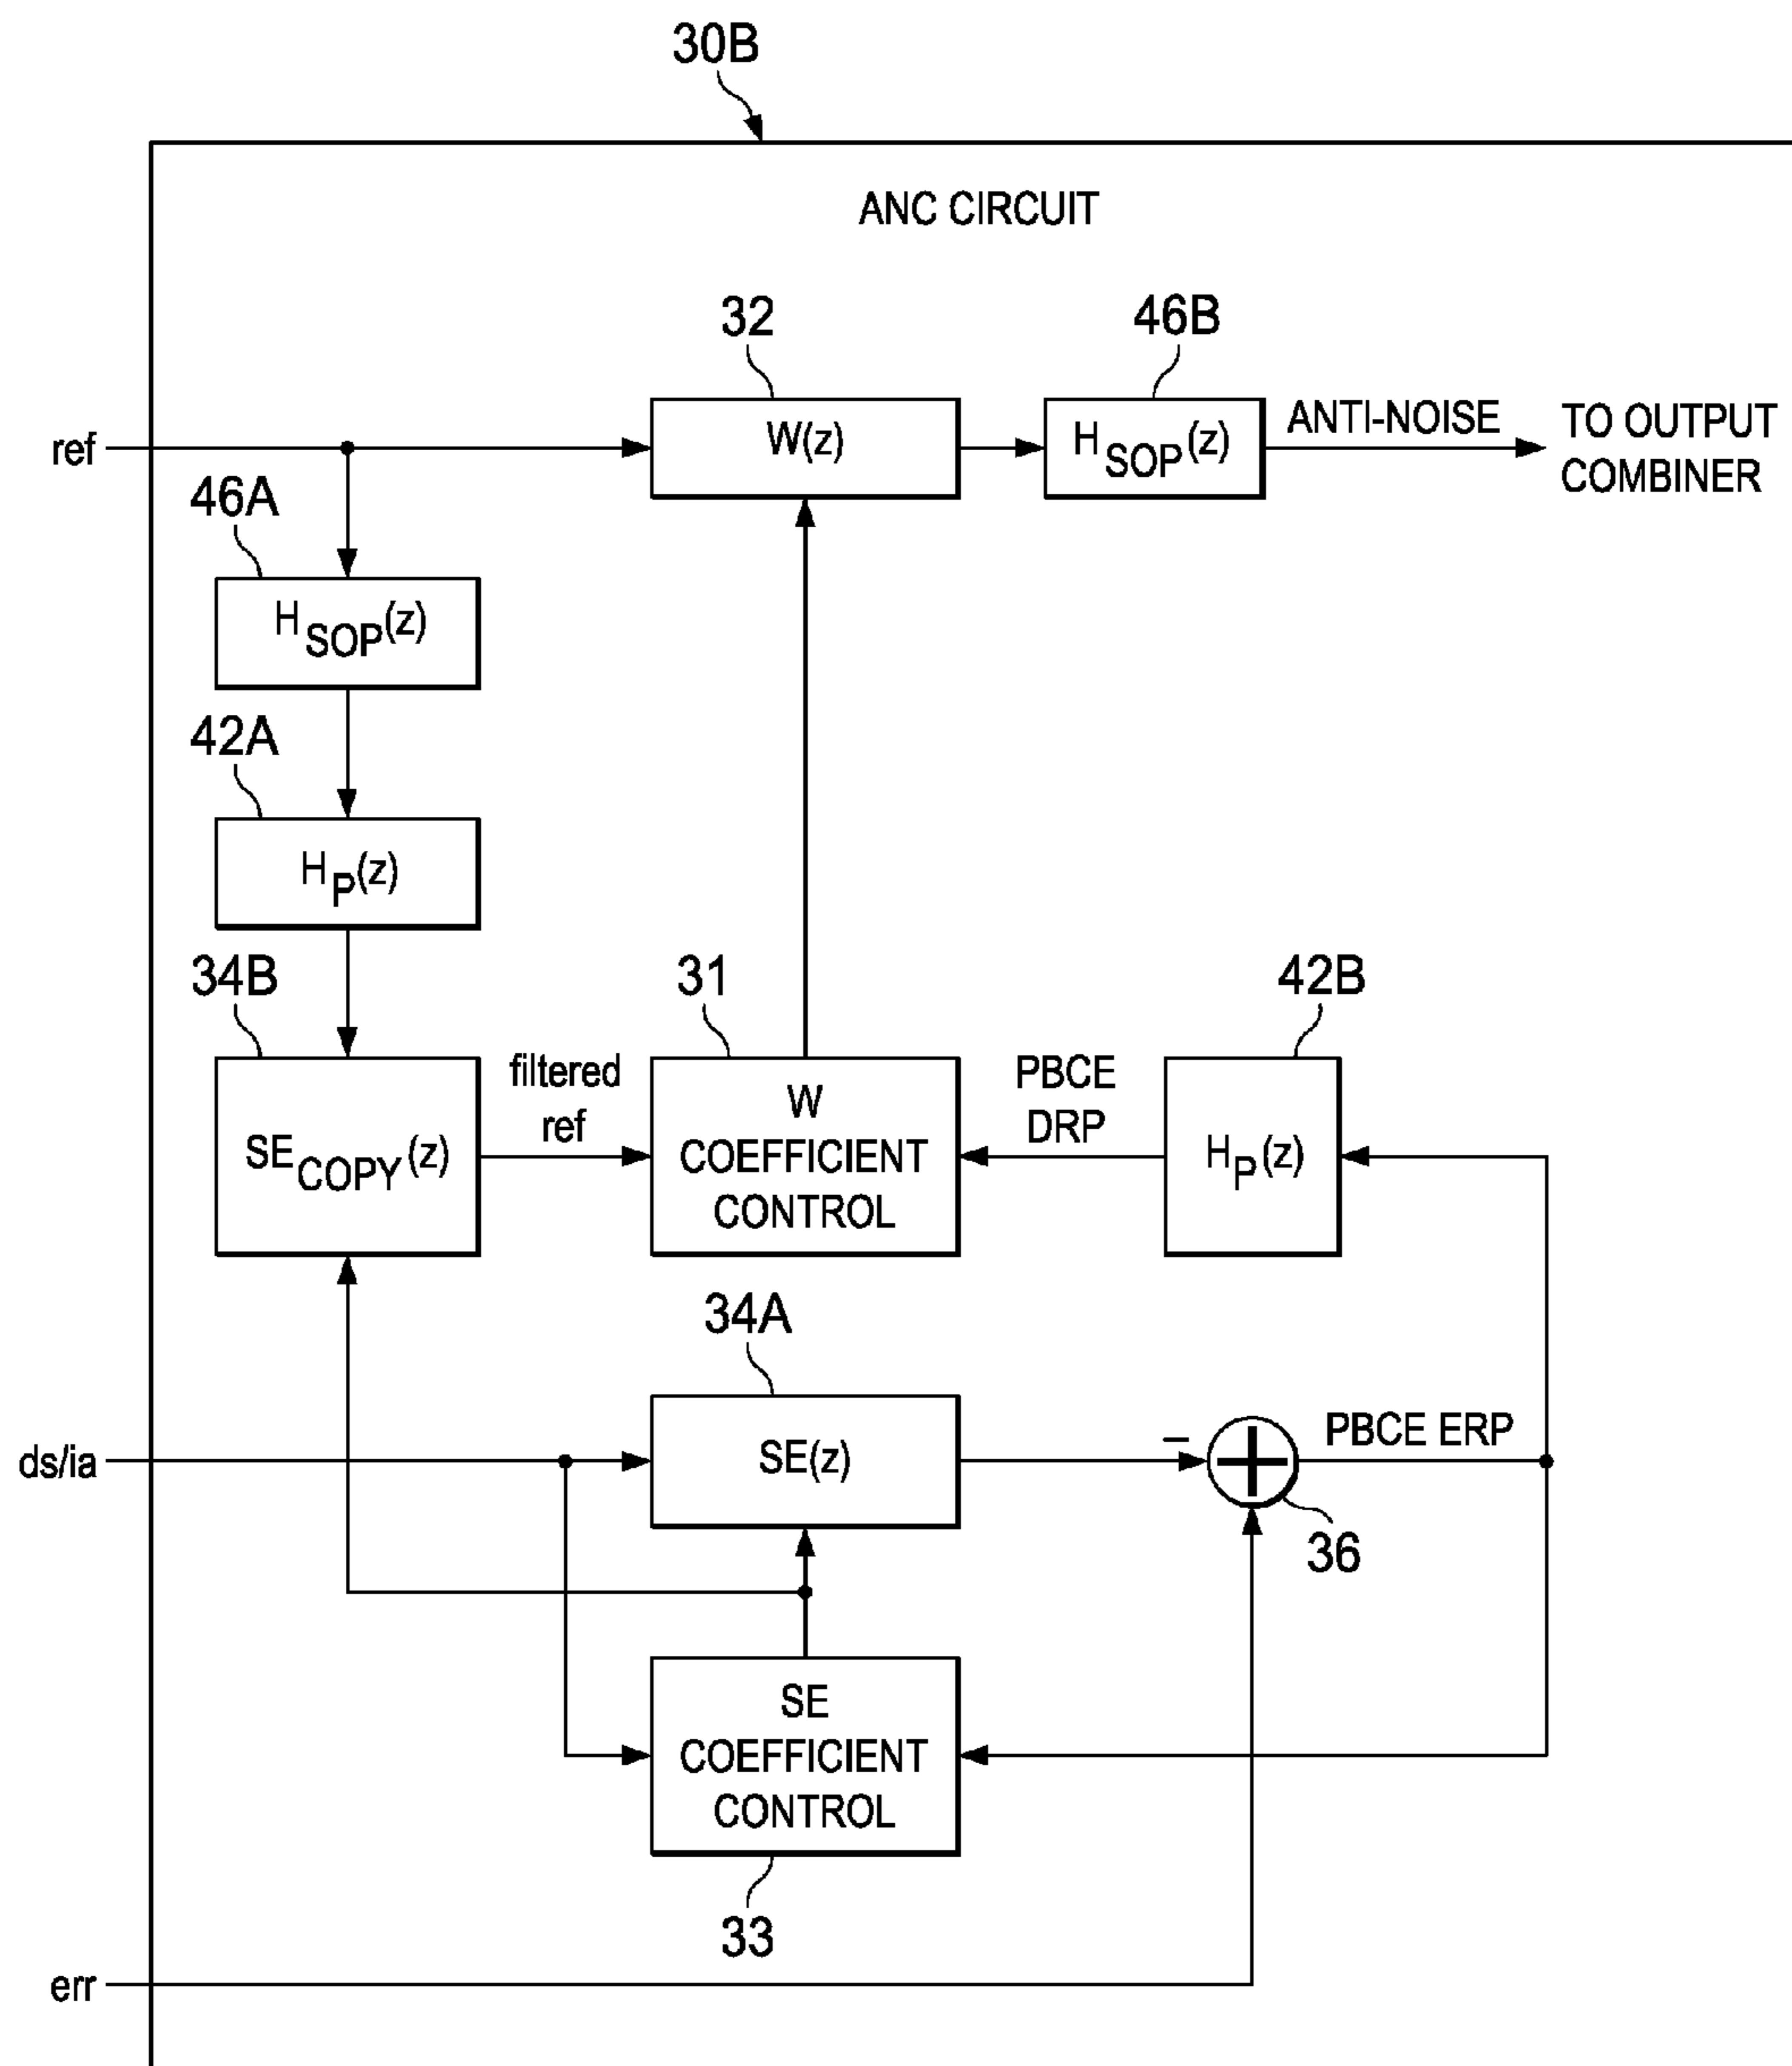 30B
ANC CIRCUIT
32
46B
ref
W(z)
HSOP(z)
ANTI-NOISE
TO OUTPUT
COMBINER
46A
HSOP(z)
42A
HP(z)
34B
31
42B
filtered
ref
PBCE
DRP
SECOPY(z)
W
COEFFICIENT
CONTROL
HP(z)
34A
ds/ia
SE(z)
–
+
PBCE ERP
36
SE
COEFFICIENT
CONTROL
33
err